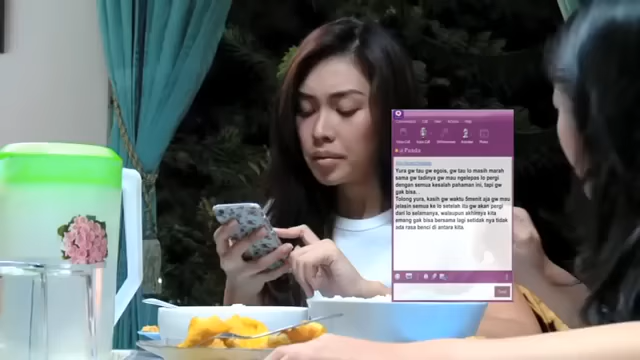 Panda
Yura gw tau gw egois, gw tau lo masih marah
sama gw tadinya gw mau ngelepas lo pergi
dengan semua kesalah pahaman ini, tapi gw
gak bisa.
Tolong yura, kasih gw waktu 5menit aja gw mau
jelasin semua ke lo setelah itu gw akan pergi
dari lo selamanya, walaupun akhirnya kita
emang gak bisa bersama lagi setidak nya tidak
ada rasa benci di antara kita.
Send